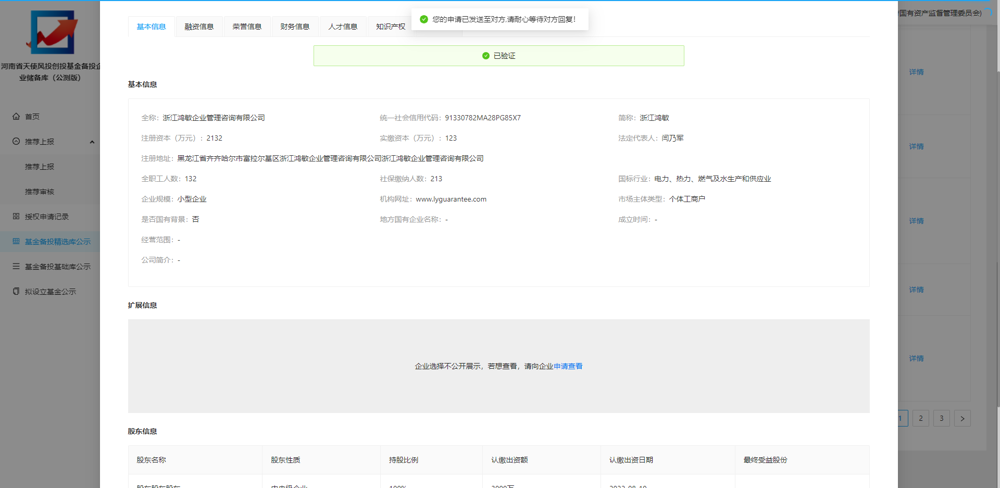 国有资产监督管理委员会)
河南省天使风投创投基金备投企
业储备库（公测版）
首页
推荐上报
推荐上报
推荐审核
授权申请记录
基金备投精选库公示
基金备投基础库公示
拟设立基金公示
基本信息 融资信息 荣誉信息 财务信息 人才信息 知识产权
您的申请已发送至对方,请耐心等待对方回复!
已验证
基本信息
全称：浙江鸿敏企业管理咨询有限公司 统一社会信用代码：91330782MA28PG85X7 简称：浙江鸿敏
注册资本（万元）：2132 实缴资本（万元）：123 法定代表人：闫乃军
注册地址：黑龙江省齐齐哈尔市富拉尔基区浙江鸿敏企业管理咨询有限公司浙江鸿敏企业管理咨询有限公司
全职工人数：132 社保缴纳人数：213 国标行业：电力、热力、燃气及水生产和供应业
企业规模：小型企业 机构网址：www.lyguarantee.com 市场主体类型：个体工商户
是否国有背景：否 地方国有企业名称：- 成立时间：-
经营范围：-
公司简介：-
扩展信息
企业选择不公开展示，若想查看，请向企业申请查看
股东信息
股东名称 股东性质 持股比例 认缴出资额 认缴出资日期 最终受益股份
股东股东股东 中央级企业 100% 3000万 2022-08-10
详情
详情
详情
详情
详情
1 2 3